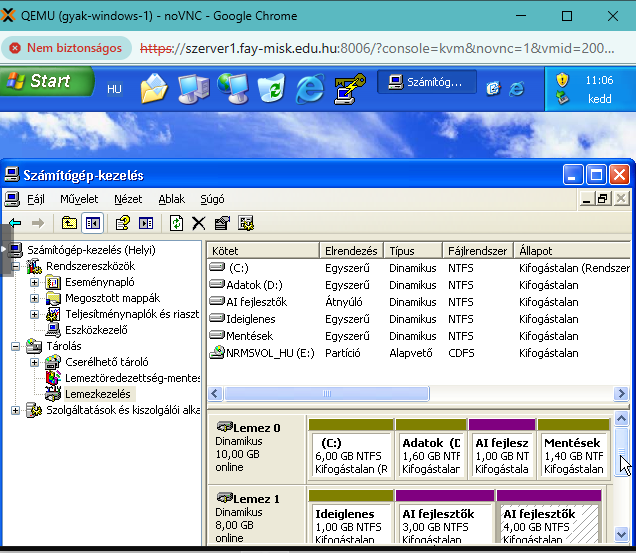 QEMU (gyak-windows-1) - noVNC - Google Chrome
Nem biztonságos https://szerver1.fay-misk.edu.hu:8006/?console=kvm&novnc=1&vmid=200...
Start HU Számítóg... 11:06
kedd
Számítógép-kezelés
Fájl Művelet Nézet Ablak Súgó
Számítógép-kezelés (Helyi)
Rendszereszközök
Eseménynapló
Megosztott mappák
Teljesítménynaplók és riaszt
Eszközkezelő
Tárolás
Cserélhető tároló
Lemeztöredezettség-mentes
Lemezkezelés
Szolgáltatások és kiszolgálói alka
Kötet Elrendezés Típus Fájlrendszer Állapot
(C:) Egyszerű Dinamikus NTFS Kifogástalan (Rendszer
Adatok (D:) Egyszerű Dinamikus NTFS Kifogástalan
AI fejlesztők Átnyúló Dinamikus NTFS Kifogástalan
Ideiglenes Egyszerű Dinamikus NTFS Kifogástalan
Mentések Egyszerű Dinamikus NTFS Kifogástalan
NRMSVOL_HU (E:) Partíció Alapvető CDFS Kifogástalan
Lemez 0
Dinamikus
10,00 GB
online
(C:)
6,00 GB NTFS
Kifogástalan (R
Adatok (D
1,60 GB NTF
Kifogástalan
AI fejlesz
1,00 GB NT
Kifogástala
Mentések
1,40 GB NTF
Kifogástalan
Lemez 1
Dinamikus
8,00 GB
online
Ideiglenes
1,00 GB NTFS
Kifogástalan
AI fejlesztők
3,00 GB NTFS
Kifogástalan
AI fejlesztők
4,00 GB NTFS
Kifogástalan